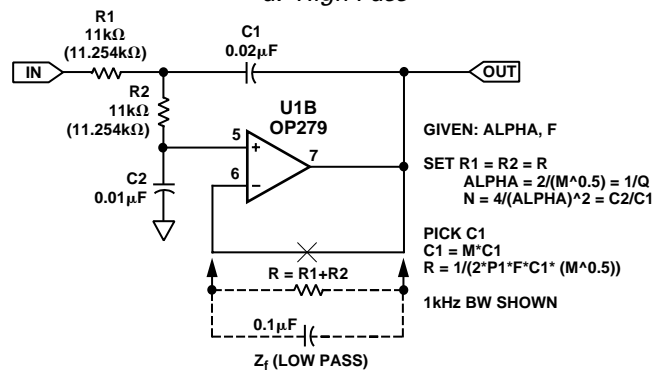 a. High Pass
R1
11kΩ
(11.254kΩ)
C1
0.02μF
IN
OUT
R2
11kΩ
(11.254kΩ)
U1B
OP279
5
+
7
6
−
C2
0.01μF
GIVEN: ALPHA, F
SET R1 = R2 = R
ALPHA = 2/(M^0.5) = 1/Q
N = 4/(ALPHA)^2 = C2/C1
PICK C1
C1 = M*C1
R = 1/(2*P1*F*C1* (M^0.5))
1kHz BW SHOWN
R = R1+R2
0.1μF
Zf (LOW PASS)